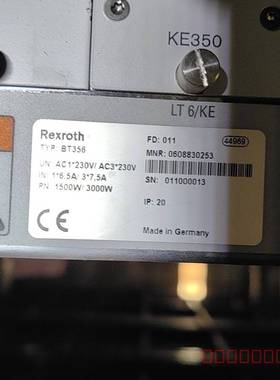 KE350
LT 6/KE
Rexroth
FD: 011
44969
TYP: BT356
MNR: 0608830253
UN: AC1*230V/ AC3*230V
IN: 1*6,5A/ 3*7,5A
SN: 011000013
PN: 1500W/ 3000W
IP: 20
CE
Made in Germany